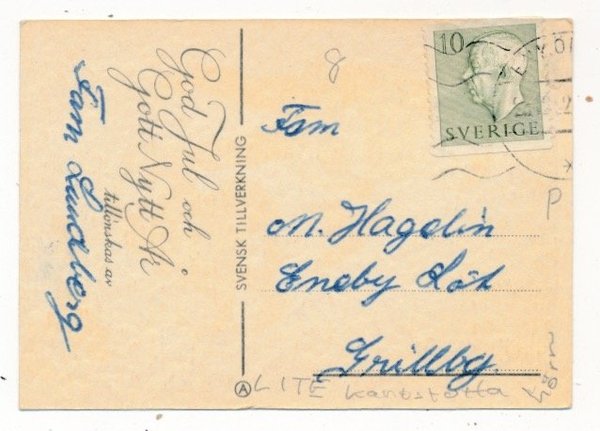 God Jul och
Gott Nytt År
tillönskas av
Fam Lundberg
SVENSK TILLVERKNING
A
8
10
SVERIGE
Fam
M. Hagelin
Eneby Löt
Grillby.
P
LITE kantstötta hörn